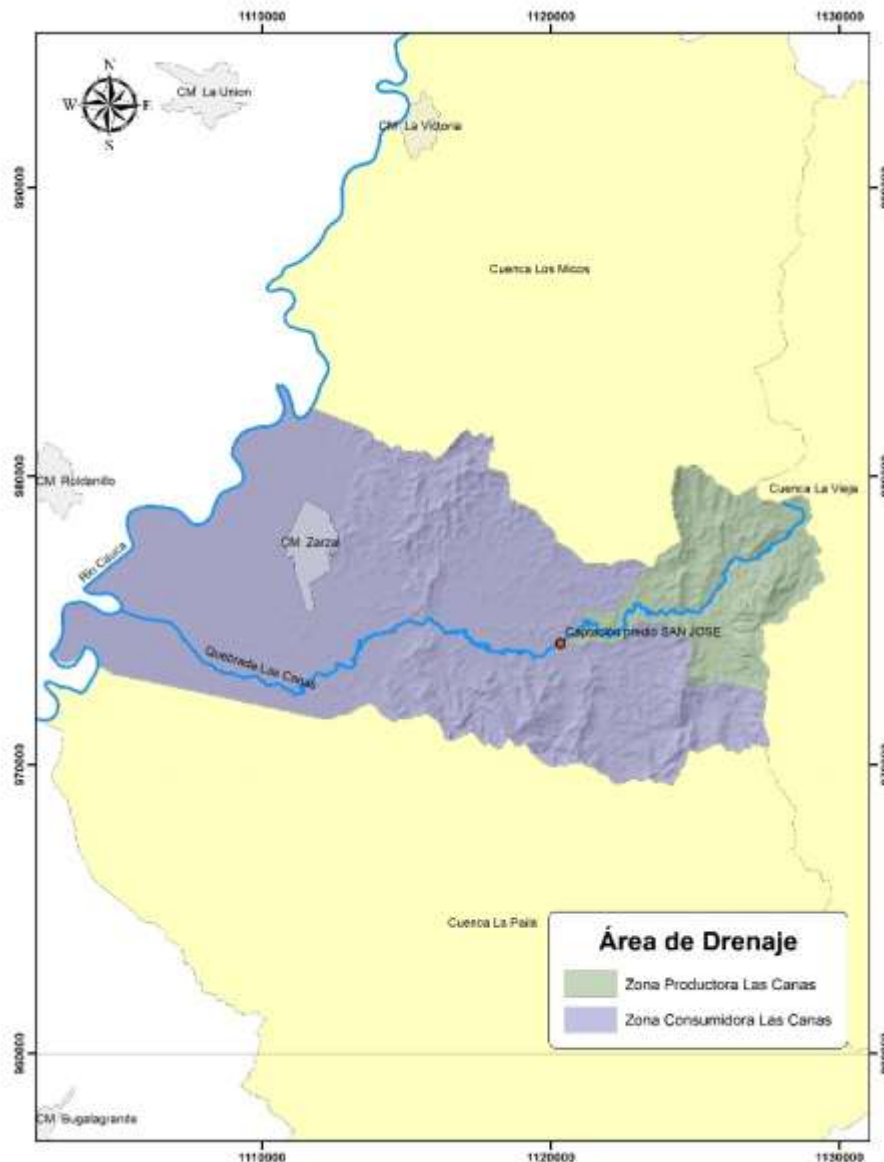 1110000
1120000
1130000
N
W
E
S
CM La Union
CM La Victoria
990000
Cuenca Los Micos
980000
CM Roldanillo
Cuenca La Vieja
CM Zarzal
Rio Cauca
Captacion predio SAN JOSE
Quebrada Las Canas
970000
970000
Cuenca La Paila
Área de Drenaje
Zona Productora Las Canas
Zona Consumidora Las Canas
960000
CM Bugalagrande
1110000
1120000
1130000